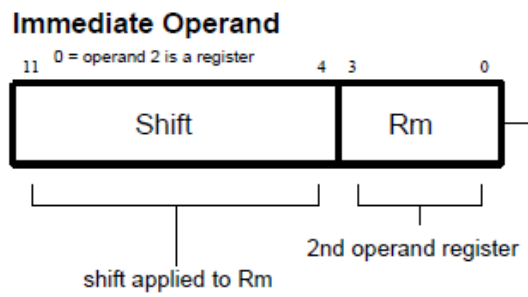 Immediate Operand
0 = operand 2 is a register
11 4 3 0
Shift Rm
2nd operand register
shift applied to Rm